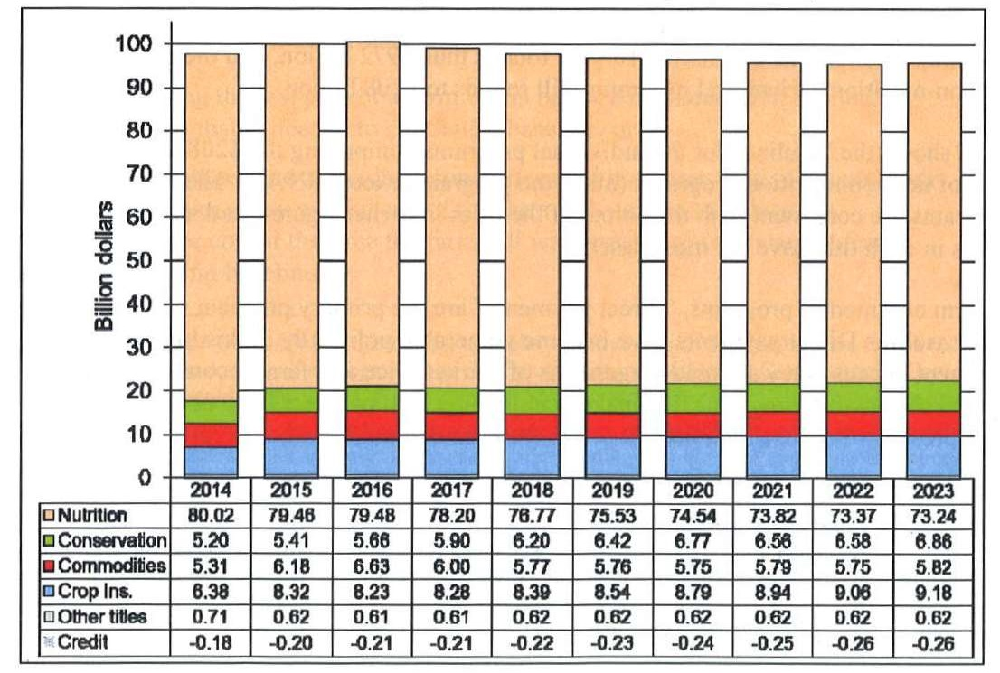 100
90
80
70
60
50
40
30
20
10
0
Billion dollars
2014 2015 2016 2017 2018 2019 2020 2021 2022 2023
Nutrition 80.02 79.46 79.48 78.20 76.77 75.53 74.54 73.82 73.37 73.24
Conservation 5.20 5.41 5.66 5.90 6.20 6.42 6.77 6.56 6.58 6.86
Commodities 5.31 6.18 6.63 6.00 5.77 5.76 5.75 5.79 5.75 5.82
Crop Ins. 6.38 8.32 8.23 8.28 8.39 8.54 8.79 8.94 9.06 9.18
Other titles 0.71 0.62 0.61 0.61 0.62 0.62 0.62 0.62 0.62 0.62
Credit -0.18 -0.20 -0.21 -0.21 -0.22 -0.23 -0.24 -0.25 -0.26 -0.26